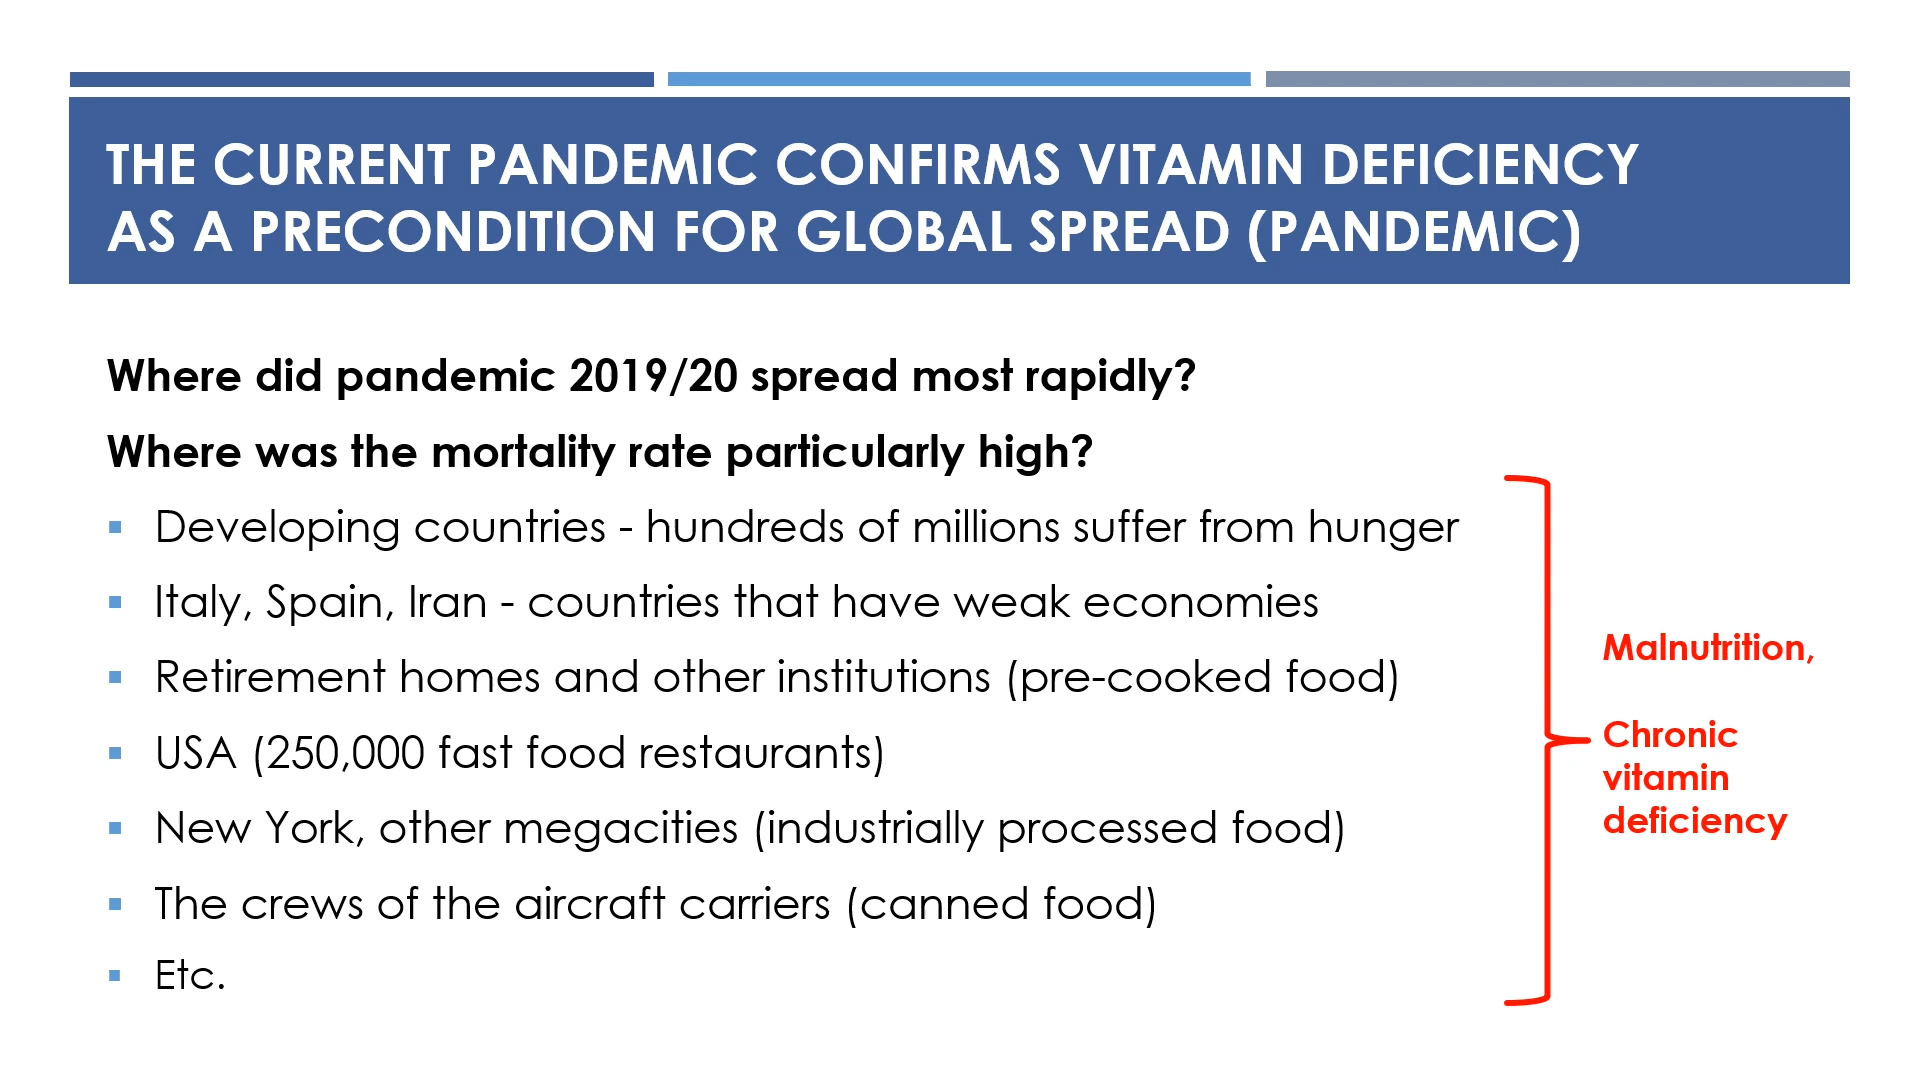 THE CURRENT PANDEMIC CONFIRMS VITAMIN DEFICIENCY
AS A PRECONDITION FOR GLOBAL SPREAD (PANDEMIC)
Where did pandemic 2019/20 spread most rapidly?
Where was the mortality rate particularly high?
▪ Developing countries - hundreds of millions suffer from hunger
▪ Italy, Spain, Iran - countries that have weak economies
▪ Retirement homes and other institutions (pre-cooked food)
▪ USA (250,000 fast food restaurants)
▪ New York, other megacities (industrially processed food)
▪ The crews of the aircraft carriers (canned food)
▪ Etc.
Malnutrition,
Chronic
vitamin
deficiency